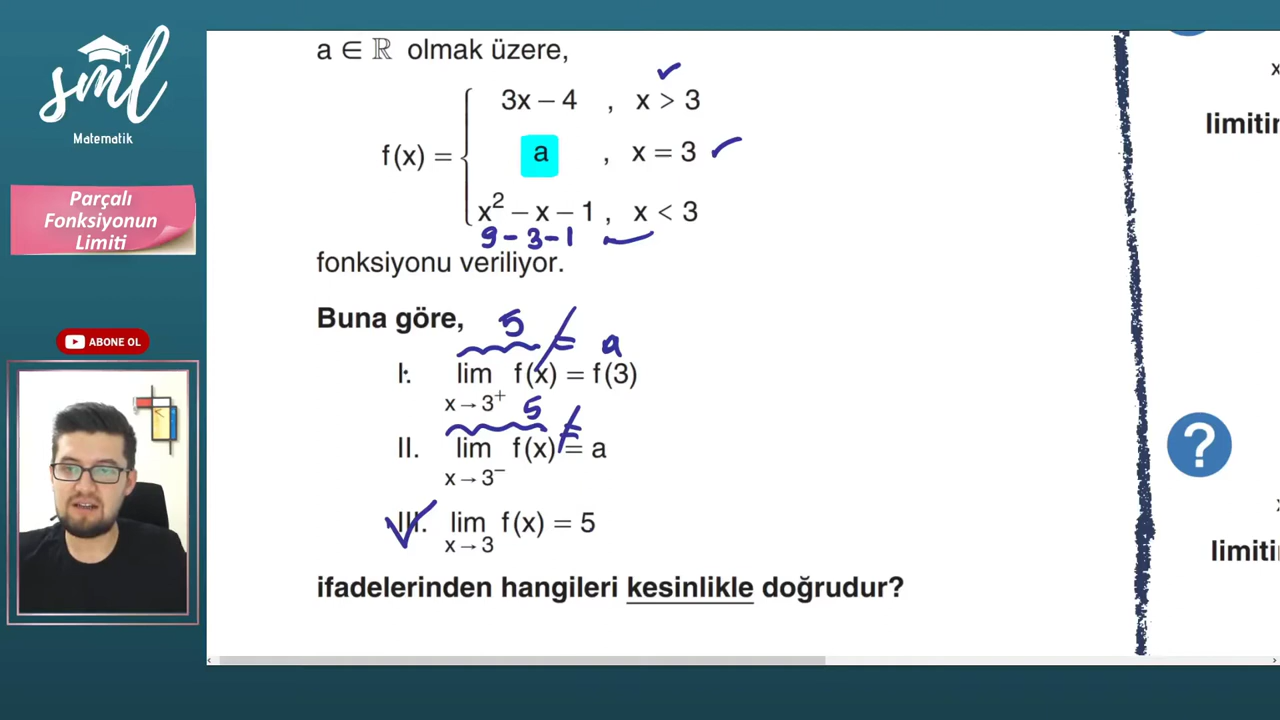 sml
Matematik
Parçalı
Fonksiyonun
Limiti
ABONE OL
a ∈ ℝ olmak üzere,
3x – 4 , x > 3
f(x) = a , x = 3
x² – x – 1 , x < 3
9 – 3 – 1
fonksiyonu veriliyor.
Buna göre,
5 ≠ a
I. lim f(x) = f(3)
x→3⁺
5 ≠
II. lim f(x) = a
x→3⁻
III. lim f(x) = 5
x→3
ifadelerinden hangileri kesinlikle doğrudur?
x
limitin
?
x
limitin